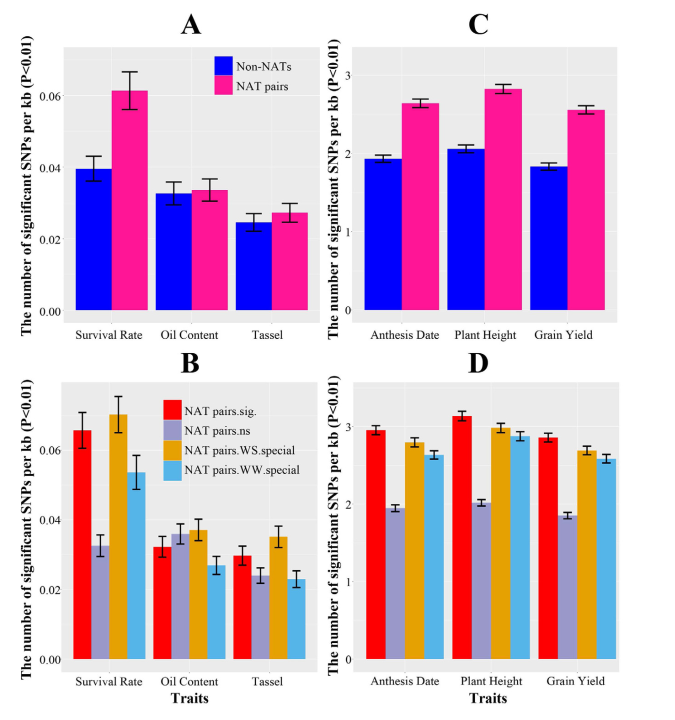 A
The number of significant SNPs per kb (P<0.01)
0.06
0.04
0.02
0.00
Non-NATs
NAT pairs
Survival Rate Oil Content Tassel
C
The number of significant SNPs per kb (P<0.01)
3
2
1
0
Anthesis Date Plant Height Grain Yield
B
The number of significant SNPs per kb (P<0.01)
0.06
0.04
0.02
0.00
NAT pairs.sig.
NAT pairs.ns
NAT pairs.WS.special
NAT pairs.WW.special
Survival Rate Oil Content Tassel
Traits
D
The number of significant SNPs per kb (P<0.01)
3
2
1
0
Anthesis Date Plant Height Grain Yield
Traits